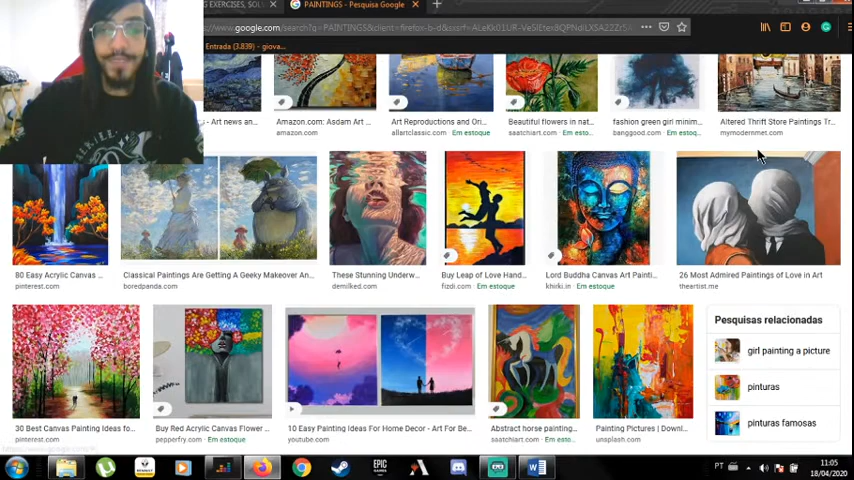 G EXERCISES, SOL
PAINTINGS - Pesquisa Google
www.google.com/search?q=PAINTINGS&client=firefox-b-d&sxsrf=
Entrada (3.839) - giova...
- Art news an...
Amazon.com: Asdam Art ...
amazon.com
Art Reproductions and Ori...
allartclassic.com · Em estoque
Beautiful flowers in nat...
saatchiart.com · Em esto...
fashion green girl minim...
banggood.com · Em estoq...
Altered Thrift Store Paintings Tr...
mymodernmet.com
80 Easy Acrylic Canvas ...
pinterest.com
Classical Paintings Are Getting A Geeky Makeover An...
boredpanda.com
These Stunning Underw...
demilked.com
Buy Leap of Love Hand...
fizdi.com · Em estoque
Lord Buddha Canvas Art Painti...
khirki.in · Em estoque
26 Most Admired Paintings of Love in Art
theartist.me
30 Best Canvas Painting Ideas fo...
pinterest.com
Buy Red Acrylic Canvas Flower ...
pepperfry.com · Em estoque
10 Easy Painting Ideas For Home Decor - Art For Be...
youtube.com
Abstract horse painting...
saatchiart.com · Em esto...
Painting Pictures | Downl...
unsplash.com
Pesquisas relacionadas
girl painting a picture
pinturas
pinturas famosas
EPIC
GAMES
PT
11:05
18/04/2020